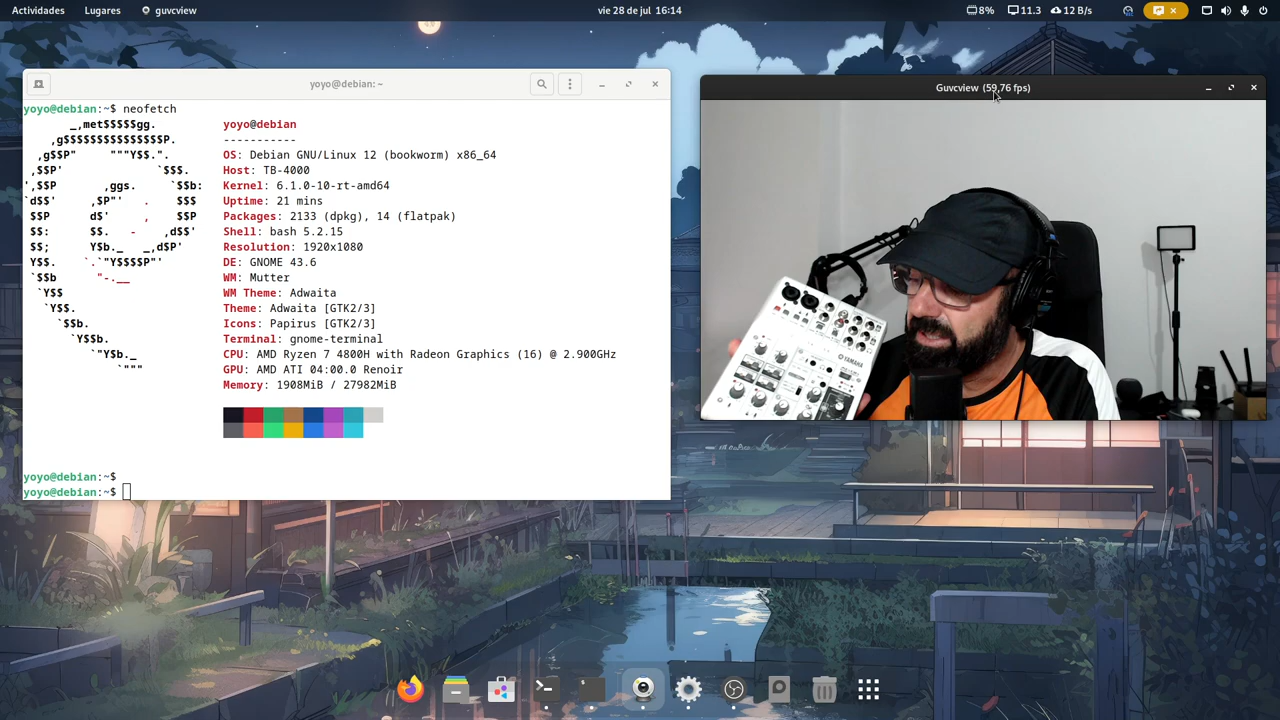 Actividades Lugares guvcview vie 28 de jul 16:14 8% 11.3 12 B/s
yoyo@debian: ~
Guvcview (59,76 fps)
yoyo@debian:~$ neofetch
_,met$$$$$gg.
,g$$$$$$$$$$$$$$$P.
,g$$P" """Y$$.".
,$$P' `$$$.
',$$P ,ggs. `$$b:
`d$$' ,$P"' . $$$
$$P d$' , $$P
$$: $$. - ,d$$'
$$; Y$b._ _,d$P'
Y$$. `.`"Y$$$$P"'
`$$b "-.__
`Y$$
`Y$$.
`$$b.
`Y$$b.
`"Y$b._
`"""
yoyo@debian
-----------
OS: Debian GNU/Linux 12 (bookworm) x86_64
Host: TB-4000
Kernel: 6.1.0-10-rt-amd64
Uptime: 21 mins
Packages: 2133 (dpkg), 14 (flatpak)
Shell: bash 5.2.15
Resolution: 1920x1080
DE: GNOME 43.6
WM: Mutter
WM Theme: Adwaita
Theme: Adwaita [GTK2/3]
Icons: Papirus [GTK2/3]
Terminal: gnome-terminal
CPU: AMD Ryzen 7 4800H with Radeon Graphics (16) @ 2.900GHz
GPU: AMD ATI 04:00.0 Renoir
Memory: 1908MiB / 27982MiB
yoyo@debian:~$
yoyo@debian:~$
YAMAHA